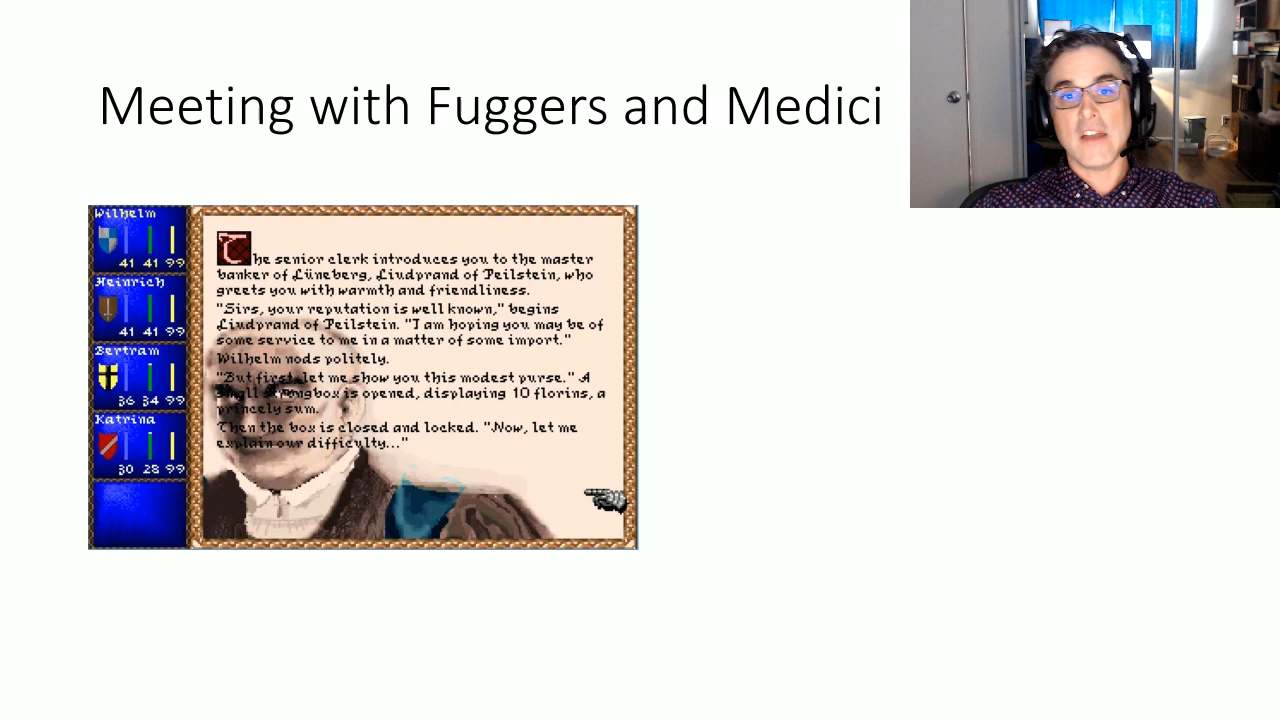 Meeting with Fuggers and Medici
Wilhelm
41 41 99
Heinrich
41 41 99
Bertram
36 34 99
Katrina
30 28 99
The senior clerk introduces you to the master
banker of Lüneberg, Liudprand of Peilstein, who
greets you with warmth and friendliness.
"Sirs, your reputation is well known," begins
Liudprand of Peilstein. "I am hoping you may be of
some service to me in a matter of some import."
Wilhelm nods politely.
"But first, let me show you this modest purse." A
small strongbox is opened, displaying 10 florins, a
princely sum.
Then the box is closed and locked. "Now, let me
explain our difficulty..."